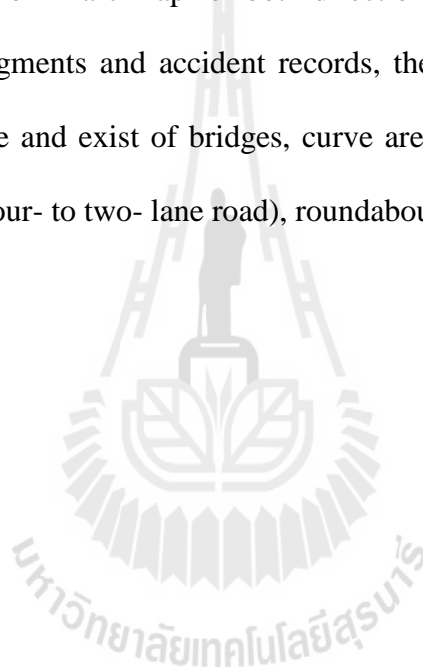 gments and accident records, the
e and exist of bridges, curve are
our- to two- lane road), roundabou
มหาวิทยาลัยเทคโนโลยีสุรนารี